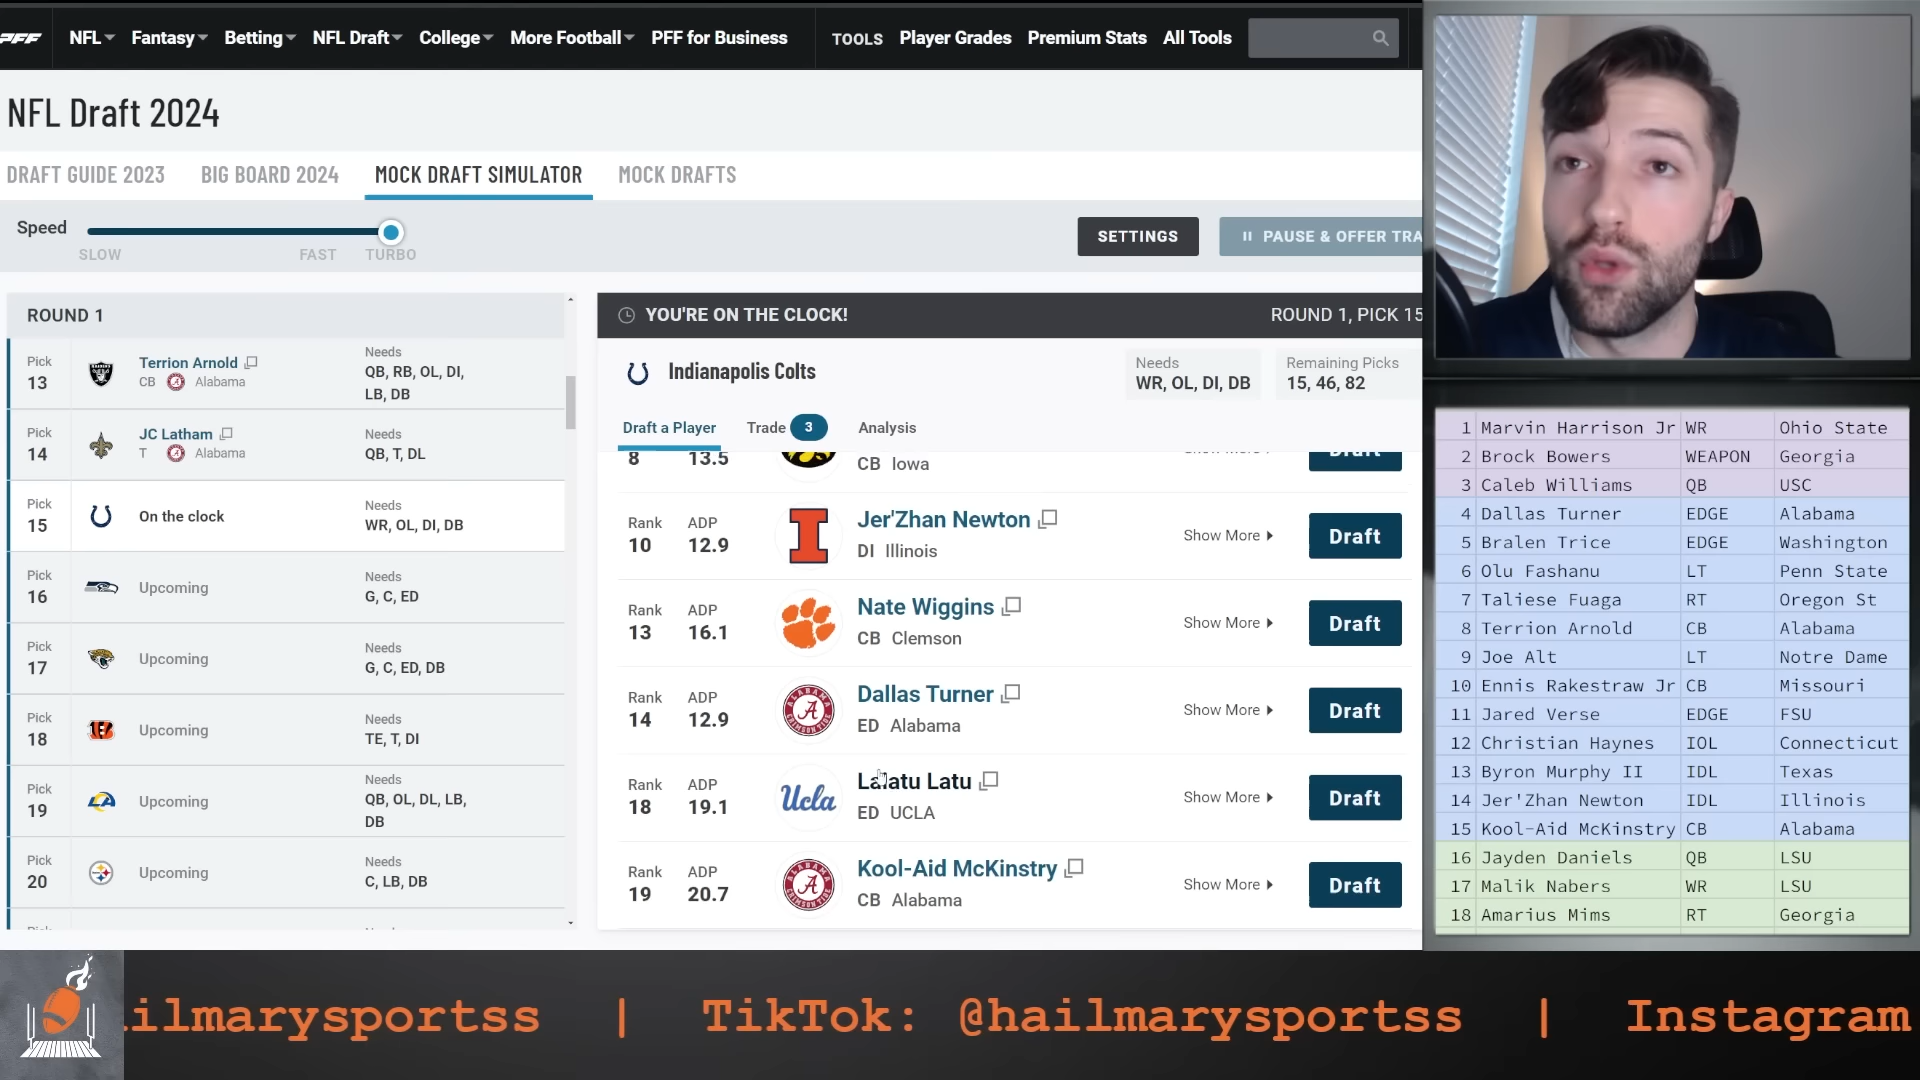 PFF NFL Fantasy Betting NFL Draft College More Football PFF for Business TOOLS Player Grades Premium Stats All Tools
NFL Draft 2024
DRAFT GUIDE 2023 BIG BOARD 2024 MOCK DRAFT SIMULATOR MOCK DRAFTS
Speed
SLOW FAST TURBO
SETTINGS
PAUSE & OFFER TRA
ROUND 1
Pick 13 Terrion Arnold CB Alabama Needs QB, RB, OL, DI, LB, DB
Pick 14 JC Latham T Alabama Needs QB, T, DL
Pick 15 On the clock Needs WR, OL, DI, DB
Pick 16 Upcoming Needs G, C, ED
Pick 17 Upcoming Needs G, C, ED, DB
Pick 18 Upcoming Needs TE, T, DI
Pick 19 Upcoming Needs QB, OL, DL, LB, DB
Pick 20 Upcoming Needs C, LB, DB
YOU'RE ON THE CLOCK! ROUND 1, PICK 15
Indianapolis Colts
Needs WR, OL, DI, DB
Remaining Picks 15, 46, 82
Draft a Player Trade 3 Analysis
8 13.5 CB Iowa Draft
Rank 10 ADP 12.9 I Jer'Zhan Newton DI Illinois Show More Draft
Rank 13 ADP 16.1 Nate Wiggins CB Clemson Show More Draft
Rank 14 ADP 12.9 Dallas Turner ED Alabama Show More Draft
Rank 18 ADP 19.1 Ucla Laiatu Latu ED UCLA Show More Draft
Rank 19 ADP 20.7 Kool-Aid McKinstry CB Alabama Show More Draft
1 Marvin Harrison Jr WR Ohio State
2 Brock Bowers WEAPON Georgia
3 Caleb Williams QB USC
4 Dallas Turner EDGE Alabama
5 Bralen Trice EDGE Washington
6 Olu Fashanu LT Penn State
7 Taliese Fuaga RT Oregon St
8 Terrion Arnold CB Alabama
9 Joe Alt LT Notre Dame
10 Ennis Rakestraw Jr CB Missouri
11 Jared Verse EDGE FSU
12 Christian Haynes IOL Connecticut
13 Byron Murphy II IDL Texas
14 Jer'Zhan Newton IDL Illinois
15 Kool-Aid McKinstry CB Alabama
16 Jayden Daniels QB LSU
17 Malik Nabers WR LSU
18 Amarius Mims RT Georgia
ilmarysportss | TikTok: @hailmarysportss | Instagram